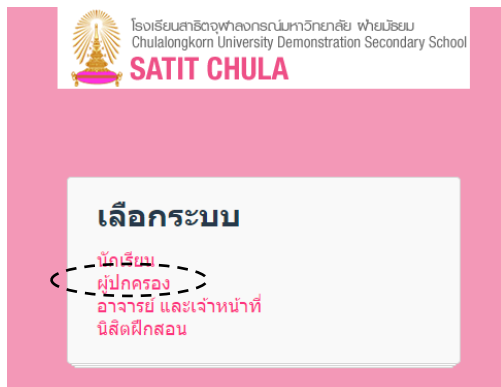 โรงเรียนสาธิตจุฬาลงกรณ์มหาวิทยาลัย ฝ่ายมัธยม
Chulalongkorn University Demonstration Secondary School
SATIT CHULA
เลือกระบบ
นักเรียน
ผู้ปกครอง
อาจารย์ และเจ้าหน้าที่
นิสิตฝึกสอน